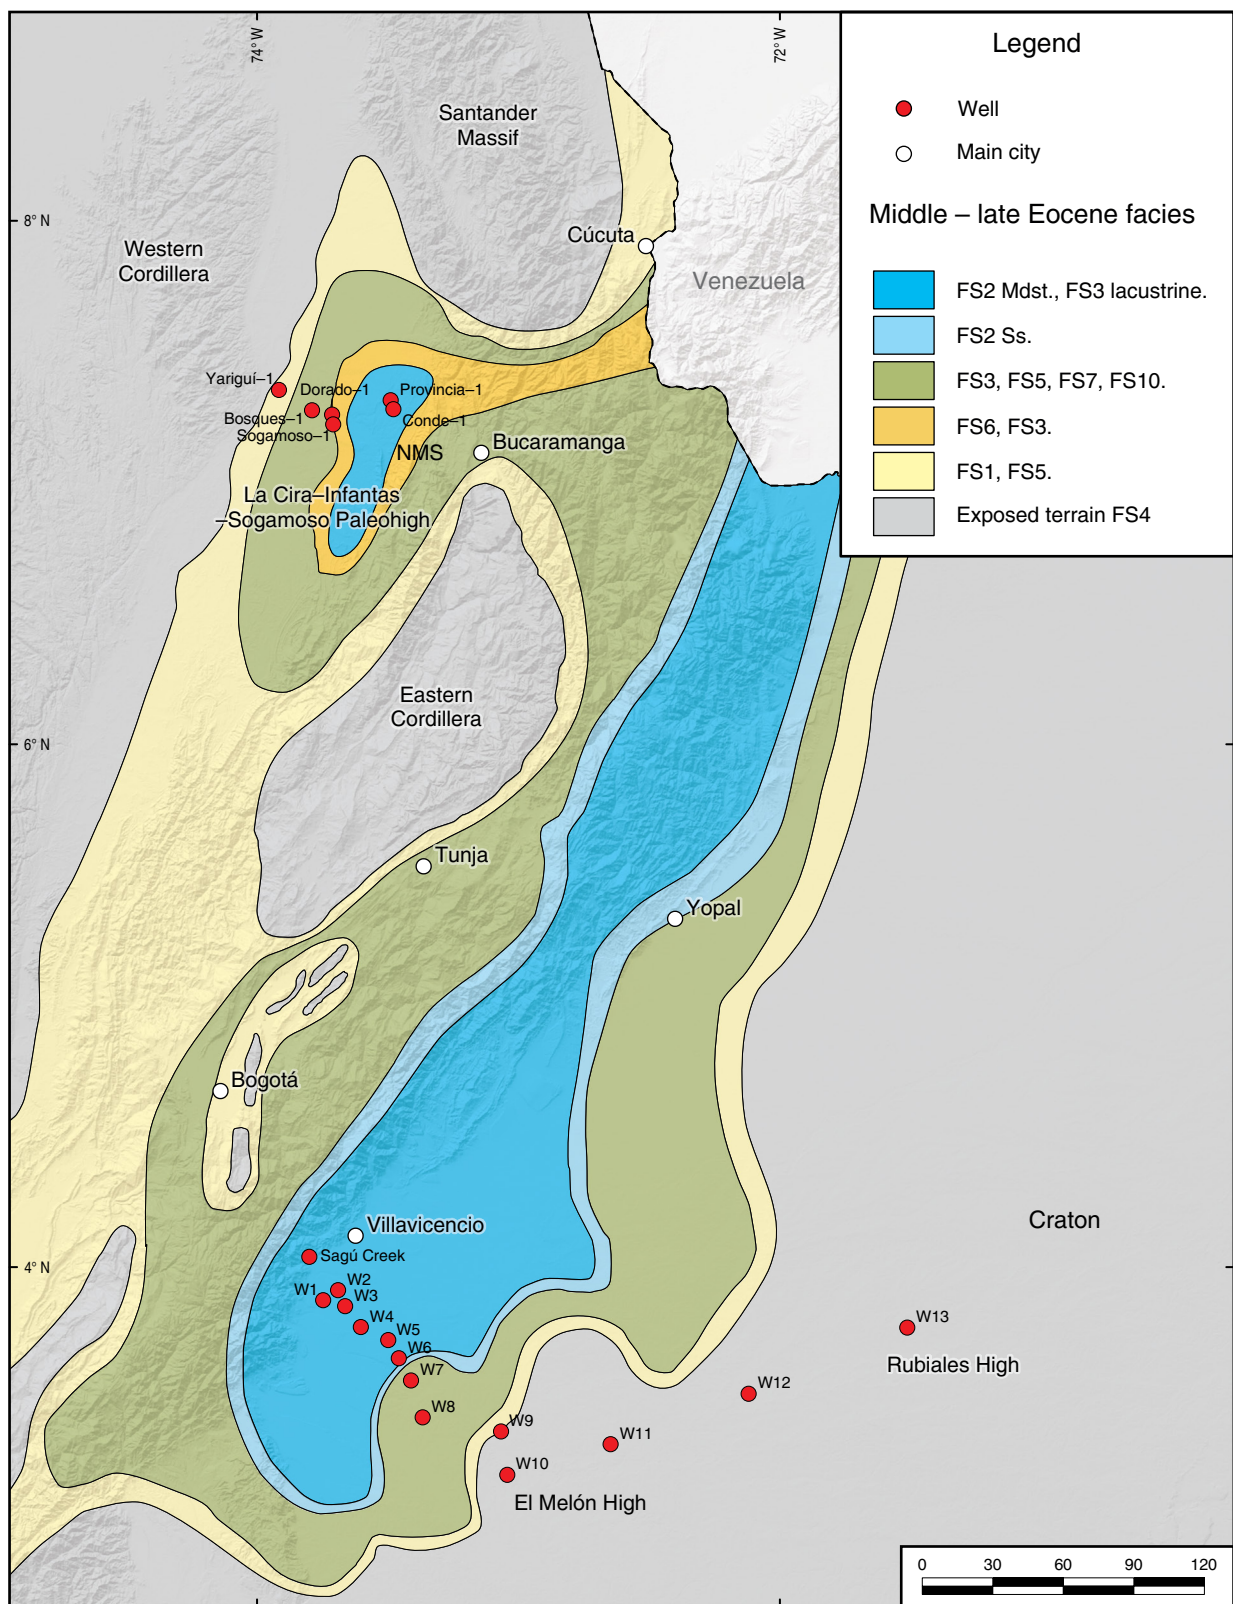 74° W
72° W
Legend
Well
Main city
Middle – late Eocene facies
FS2 Mdst., FS3 lacustrine.
FS2 Ss.
FS3, FS5, FS7, FS10.
FS6, FS3.
FS1, FS5.
Exposed terrain FS4
Santander
Massif
8° N
Western
Cordillera
Cúcuta
Venezuela
Yariguí–1
Dorado–1
Provincia–1
Bosques–1
Conde–1
Sogamoso–1
NMS
Bucaramanga
La Cira–Infantas
–Sogamoso Paleohigh
Eastern
Cordillera
6° N
Tunja
Yopal
Bogotá
Villavicencio
Craton
Sagú Creek
4° N
W2
W1
W3
W4
W5
W6
W7
W8
W9
W10
W11
W12
W13
Rubiales High
El Melón High
0 30 60 90 120